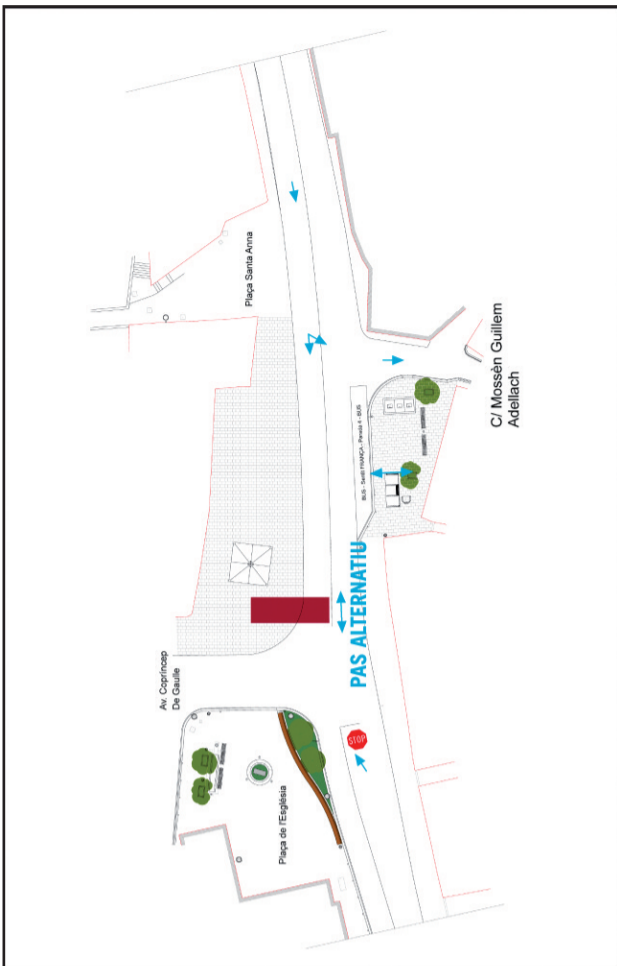 Plaça Santa Anna
C/ Mossèn Guillem
Adellach
BUS - Sentit FRANÇA - Parada 4 - BUS
PAS ALTERNATIU
Av. Copríncep
De Gaulle
STOP
Plaça de l'Església
C